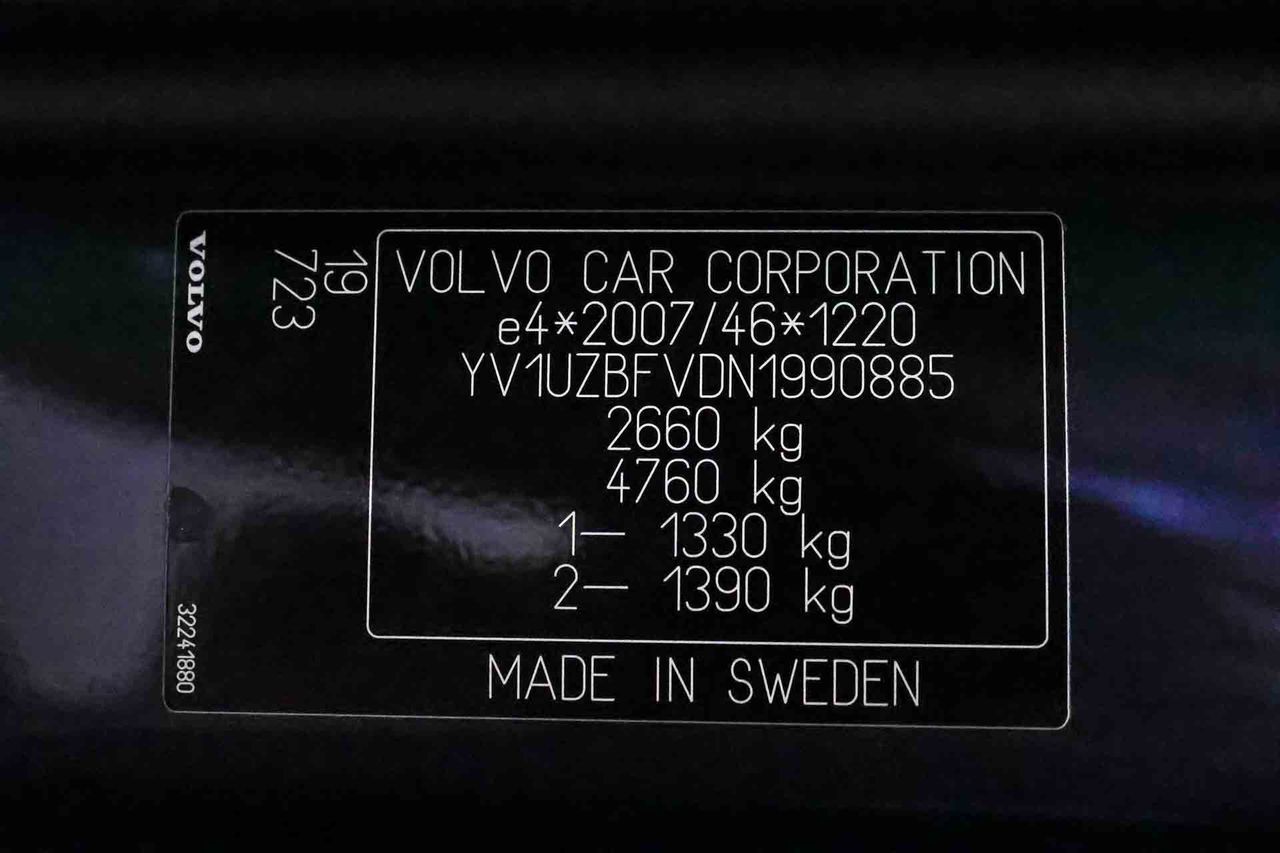 VOLVO
19
723
VOLVO CAR CORPORATION
e4*2007/46*1220
YV1UZBFVDN1990885
2660 kg
4760 kg
1— 1330 kg
2— 1390 kg
MADE IN SWEDEN
32241880